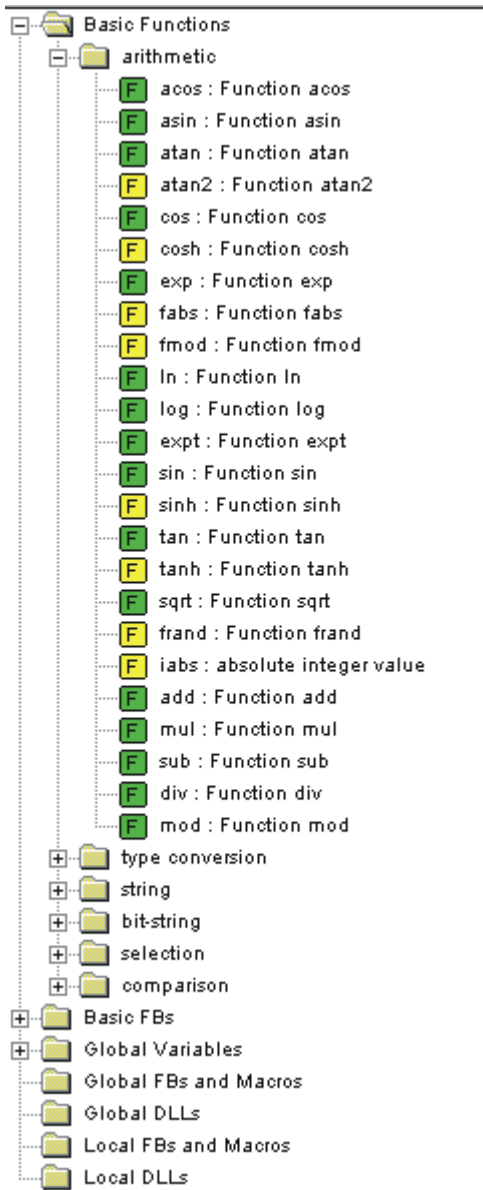 Basic Functions
arithmetic
F acos : Function acos
F asin : Function asin
F atan : Function atan
F atan2 : Function atan2
F cos : Function cos
F cosh : Function cosh
F exp : Function exp
F fabs : Function fabs
F fmod : Function fmod
F ln : Function ln
F log : Function log
F expt : Function expt
F sin : Function sin
F sinh : Function sinh
F tan : Function tan
F tanh : Function tanh
F sqrt : Function sqrt
F frand : Function frand
F iabs : absolute integer value
F add : Function add
F mul : Function mul
F sub : Function sub
F div : Function div
F mod : Function mod
type conversion
string
bit-string
selection
comparison
Basic FBs
Global Variables
Global FBs and Macros
Global DLLs
Local FBs and Macros
Local DLLs